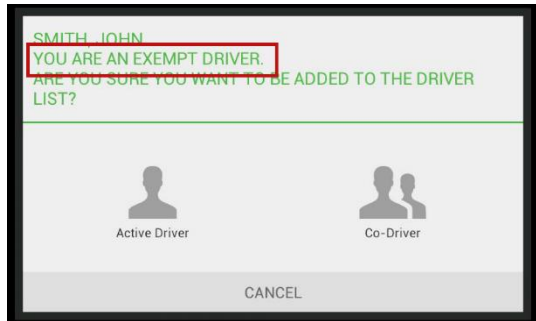 SMITH, JOHN
YOU ARE AN EXEMPT DRIVER.
ARE YOU SURE YOU WANT TO BE ADDED TO THE DRIVER
LIST?
Active Driver
Co-Driver
CANCEL